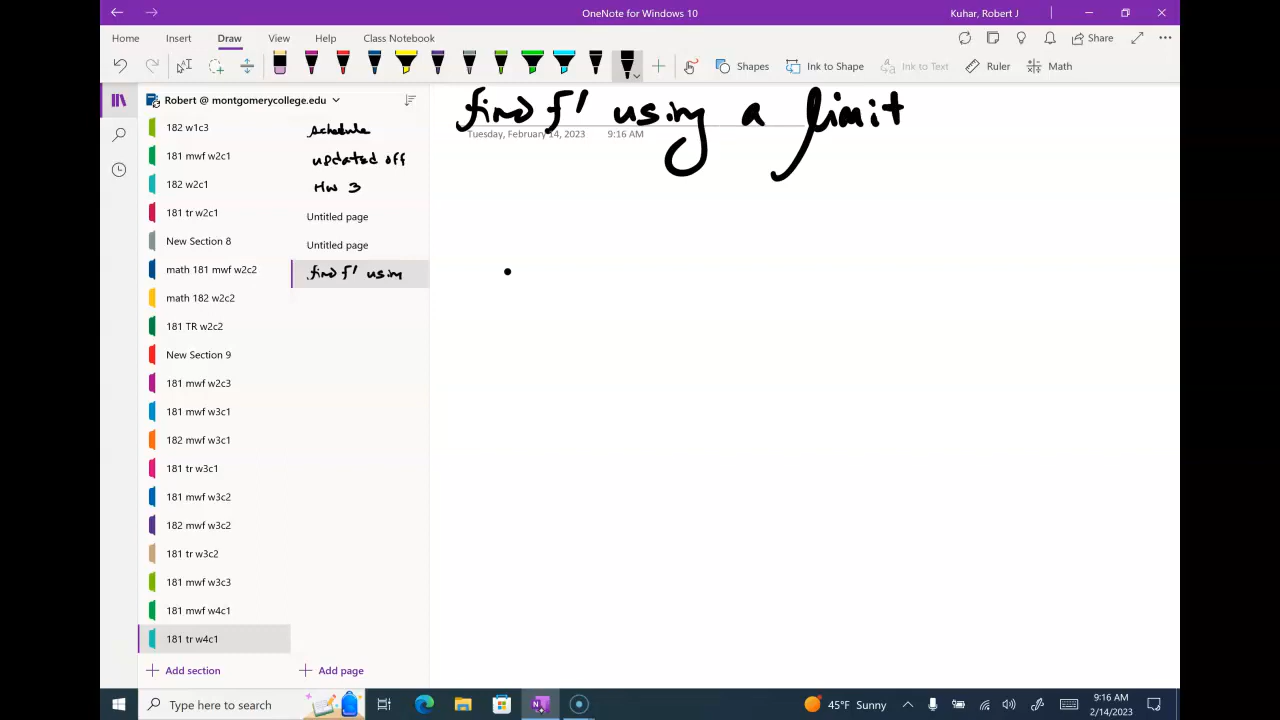 OneNote for Windows 10
Kuhar, Robert J
Home Insert Draw View Help Class Notebook
Share
Shapes Ink to Shape Ink to Text Ruler Math
Robert @ montgomerycollege.edu
182 w1c3
181 mwf w2c1
182 w2c1
181 tr w2c1
New Section 8
math 181 mwf w2c2
math 182 w2c2
181 TR w2c2
New Section 9
181 mwf w2c3
181 mwf w3c1
182 mwf w3c1
181 tr w3c1
181 mwf w3c2
182 mwf w3c2
181 tr w3c2
181 mwf w3c3
181 mwf w4c1
181 tr w4c1
Add section
schedule
updated off
HW 3
Untitled page
Untitled page
find f' using
Add page
find f' using a limit
Tuesday, February 14, 2023 9:16 AM
Type here to search
45°F Sunny
9:16 AM
2/14/2023